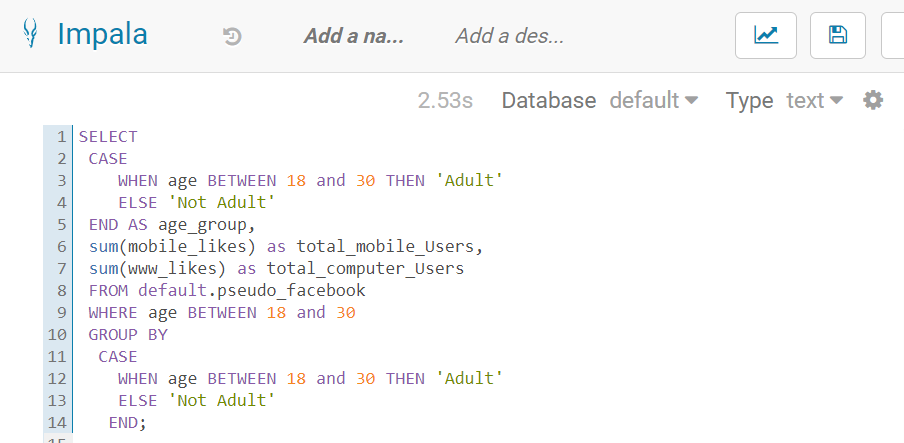 Impala Add a na... Add a des...
2.53s Database default Type text
1 SELECT
2 CASE
3 WHEN age BETWEEN 18 and 30 THEN 'Adult'
4 ELSE 'Not Adult'
5 END AS age_group,
6 sum(mobile_likes) as total_mobile_Users,
7 sum(www_likes) as total_computer_Users
8 FROM default.pseudo_facebook
9 WHERE age BETWEEN 18 and 30
10 GROUP BY
11 CASE
12 WHEN age BETWEEN 18 and 30 THEN 'Adult'
13 ELSE 'Not Adult'
14 END;
15